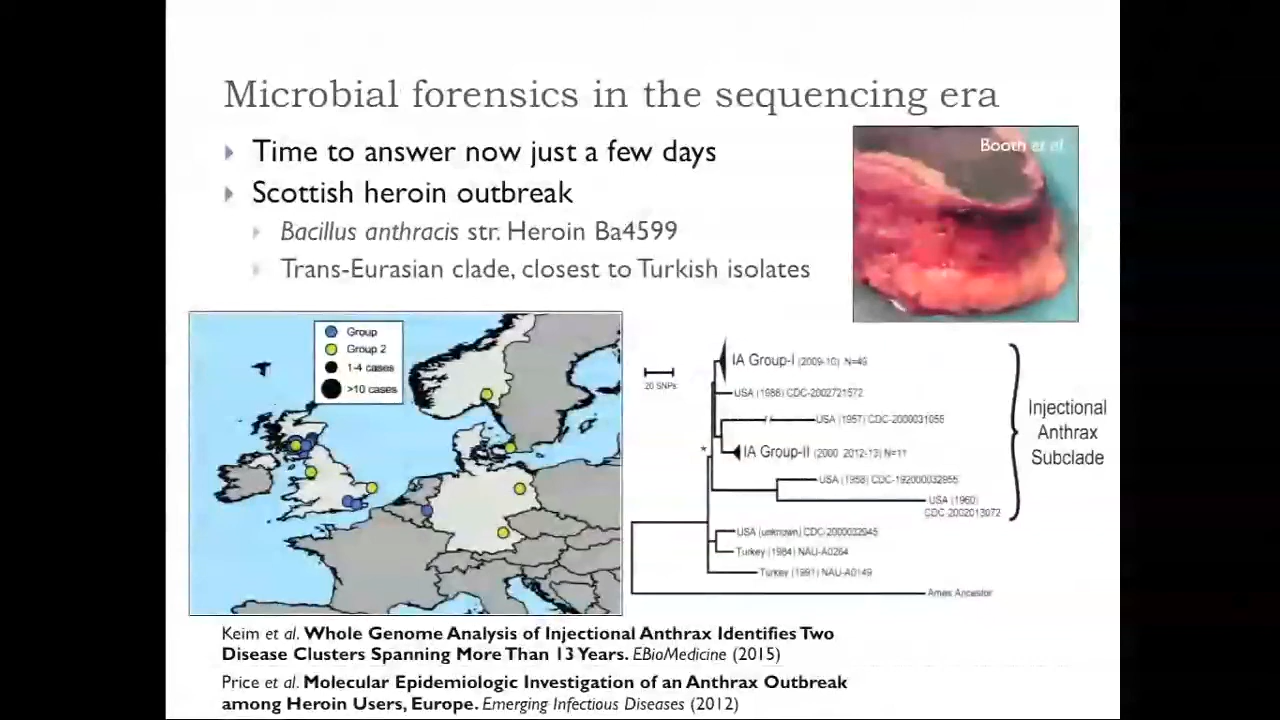 Microbial forensics in the sequencing era
Time to answer now just a few days
Scottish heroin outbreak
Bacillus anthracis str. Heroin Ba4599
Trans-Eurasian clade, closest to Turkish isolates
Booth et al
Group
Group 2
1-4 cases
>10 cases
20 SNPs
IA Group-I (2009-10) N=49
USA (1988) CDC-2002721572
USA (1957) CDC-2000031055
*
IA Group-II (2000 2012-13) N=11
USA (1958) CDC-192000032955
USA (1960)
CDC-2002013072
USA (unknown) CDC-2000032945
Turkey (1984) NAU-A0264
Turkey (1991) NAU-A0149
Ames Ancestor
Injectional
Anthrax
Subclade
Keim et al. Whole Genome Analysis of Injectional Anthrax Identifies Two
Disease Clusters Spanning More Than 13 Years. EBioMedicine (2015)
Price et al. Molecular Epidemiologic Investigation of an Anthrax Outbreak
among Heroin Users, Europe. Emerging Infectious Diseases (2012)